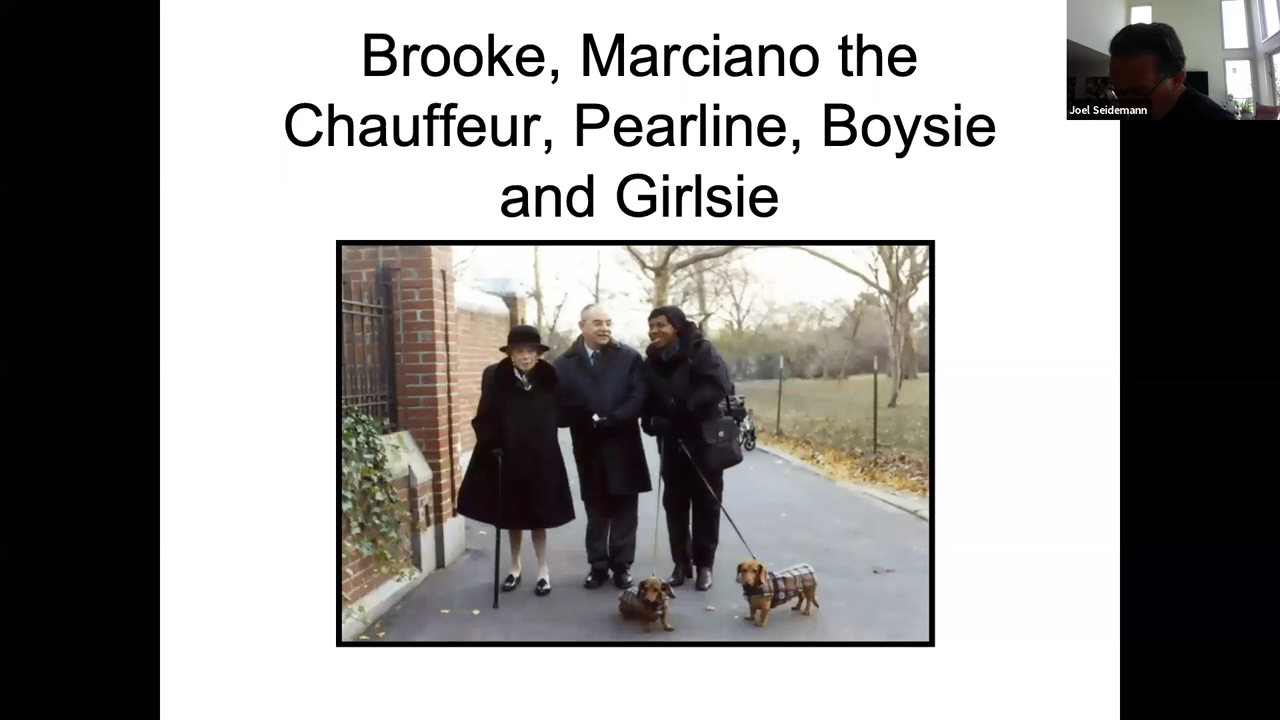 Brooke, Marciano the
Chauffeur, Pearline, Boysie
and Girlsie
Joel Seidemann